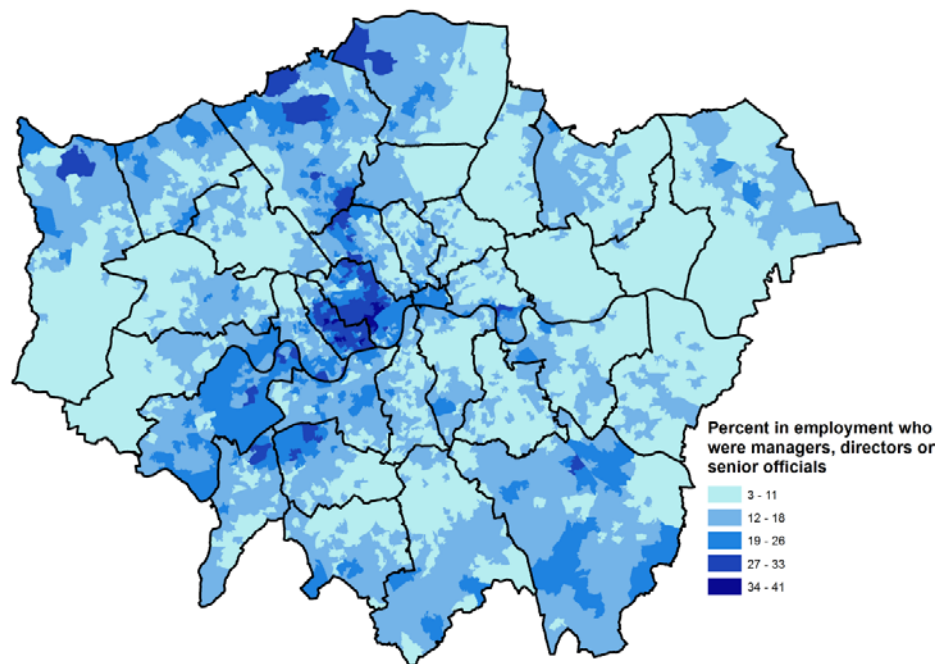 Percent in employment who
were managers, directors or
senior officials
3 - 11
12 - 18
19 - 26
27 - 33
34 - 41